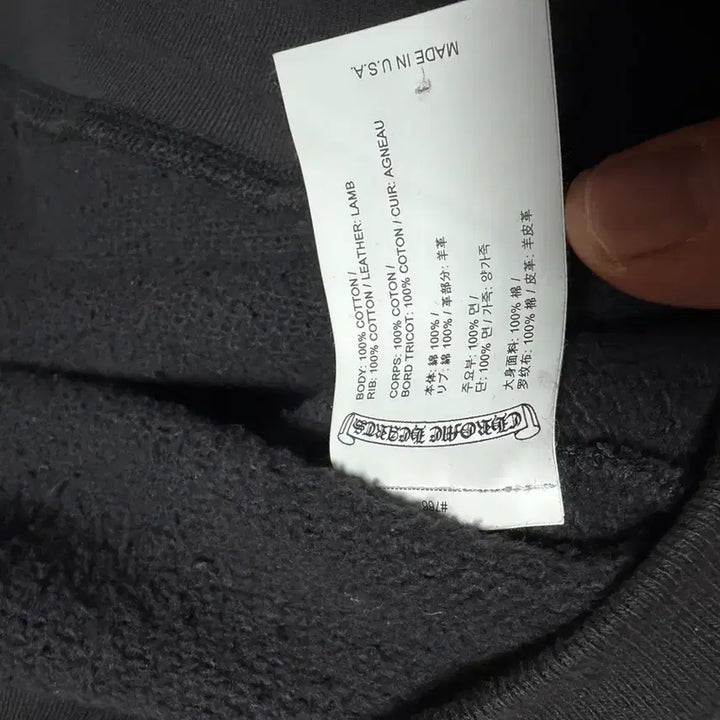 MADE IN U.S.A.
BODY: 100% COTTON /
RIB: 100% COTTON / LEATHER: LAMB
CORPS: 100% COTON /
BORD TRICOT: 100% COTON / CUIR: AGNEAU
本体: 綿 100% /
リブ: 綿 100% / 革部分: 羊革
주요부: 100% 면 /
단: 100% 면 / 가죽: 양가죽
大身面料: 100% 棉 /
罗纹布: 100% 棉 / 皮革: 羊皮革
CHROME HEARTS